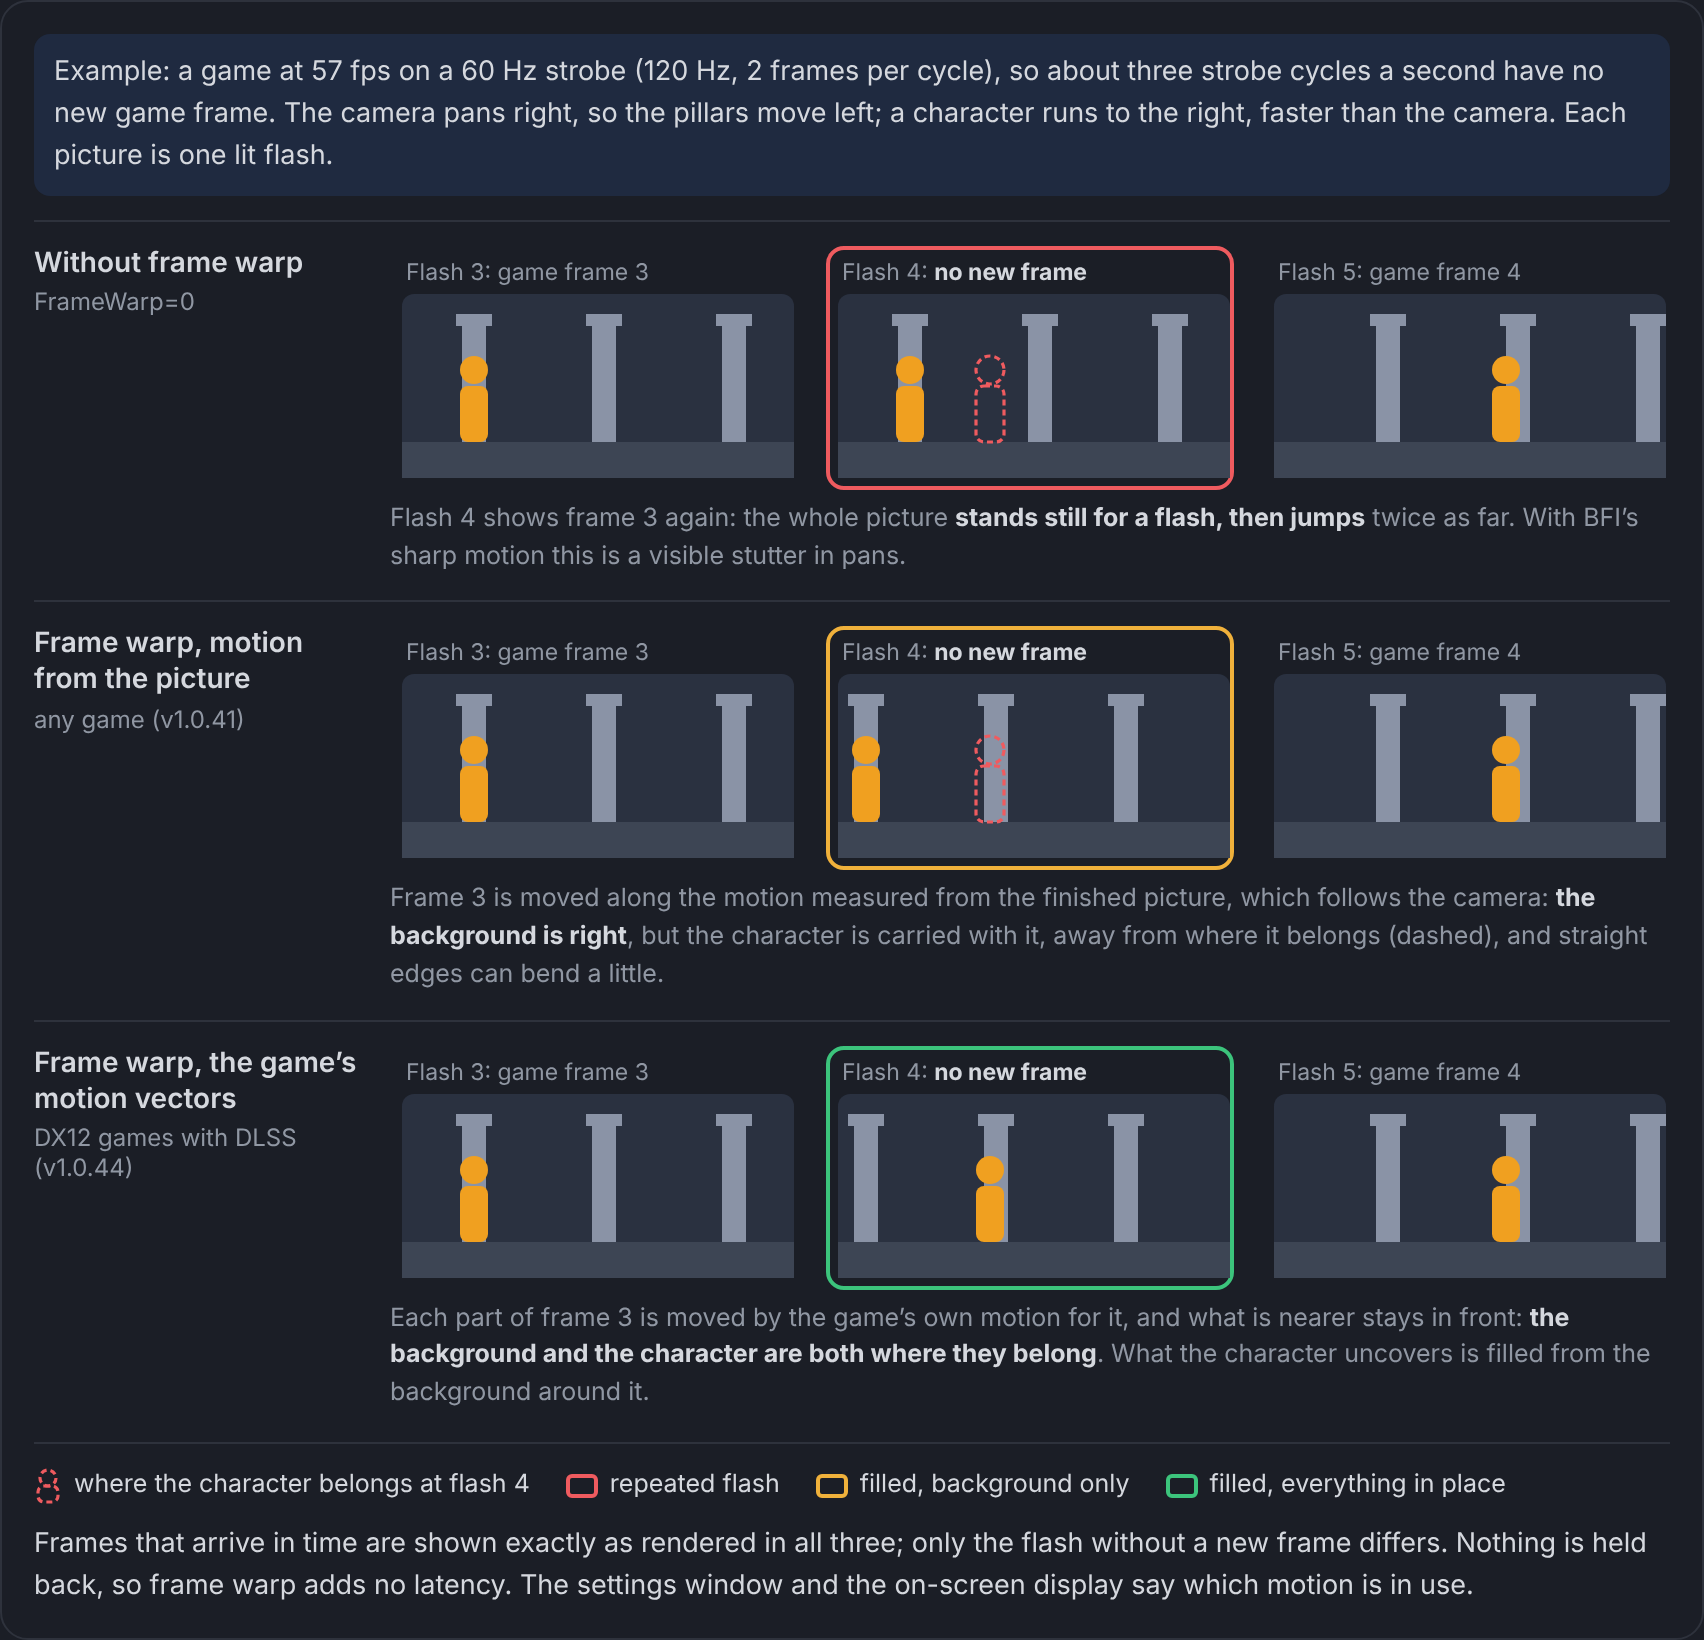 Example: a game at 57 fps on a 60 Hz strobe (120 Hz, 2 frames per cycle), so about three strobe cycles a second have no
new game frame. The camera pans right, so the pillars move left; a character runs to the right, faster than the camera. Each
picture is one lit flash.
Without frame warp
FrameWarp=0
Flash 3: game frame 3
Flash 4: no new frame
Flash 5: game frame 4
Flash 4 shows frame 3 again: the whole picture stands still for a flash, then jumps twice as far. With BFI’s
sharp motion this is a visible stutter in pans.
Frame warp, motion
from the picture
any game (v1.0.41)
Flash 3: game frame 3
Flash 4: no new frame
Flash 5: game frame 4
Frame 3 is moved along the motion measured from the finished picture, which follows the camera: the
background is right, but the character is carried with it, away from where it belongs (dashed), and straight
edges can bend a little.
Frame warp, the game’s
motion vectors
DX12 games with DLSS
(v1.0.44)
Flash 3: game frame 3
Flash 4: no new frame
Flash 5: game frame 4
Each part of frame 3 is moved by the game’s own motion for it, and what is nearer stays in front: the
background and the character are both where they belong. What the character uncovers is filled from the
background around it.
where the character belongs at flash 4
repeated flash
filled, background only
filled, everything in place
Frames that arrive in time are shown exactly as rendered in all three; only the flash without a new frame differs. Nothing is held
back, so frame warp adds no latency. The settings window and the on-screen display say which motion is in use.